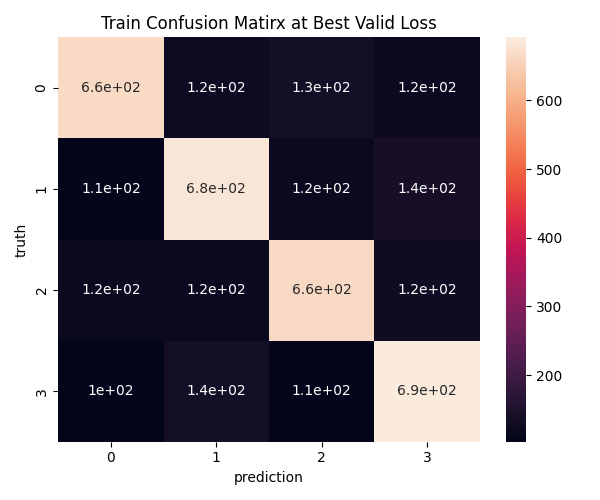 Train Confusion Matirx at Best Valid Loss
0 6.6e+02 1.2e+02 1.3e+02 1.2e+02
1 1.1e+02 6.8e+02 1.2e+02 1.4e+02
2 1.2e+02 1.2e+02 6.6e+02 1.2e+02
3 1e+02 1.4e+02 1.1e+02 6.9e+02
truth
0 1 2 3
prediction
600
500
400
300
200